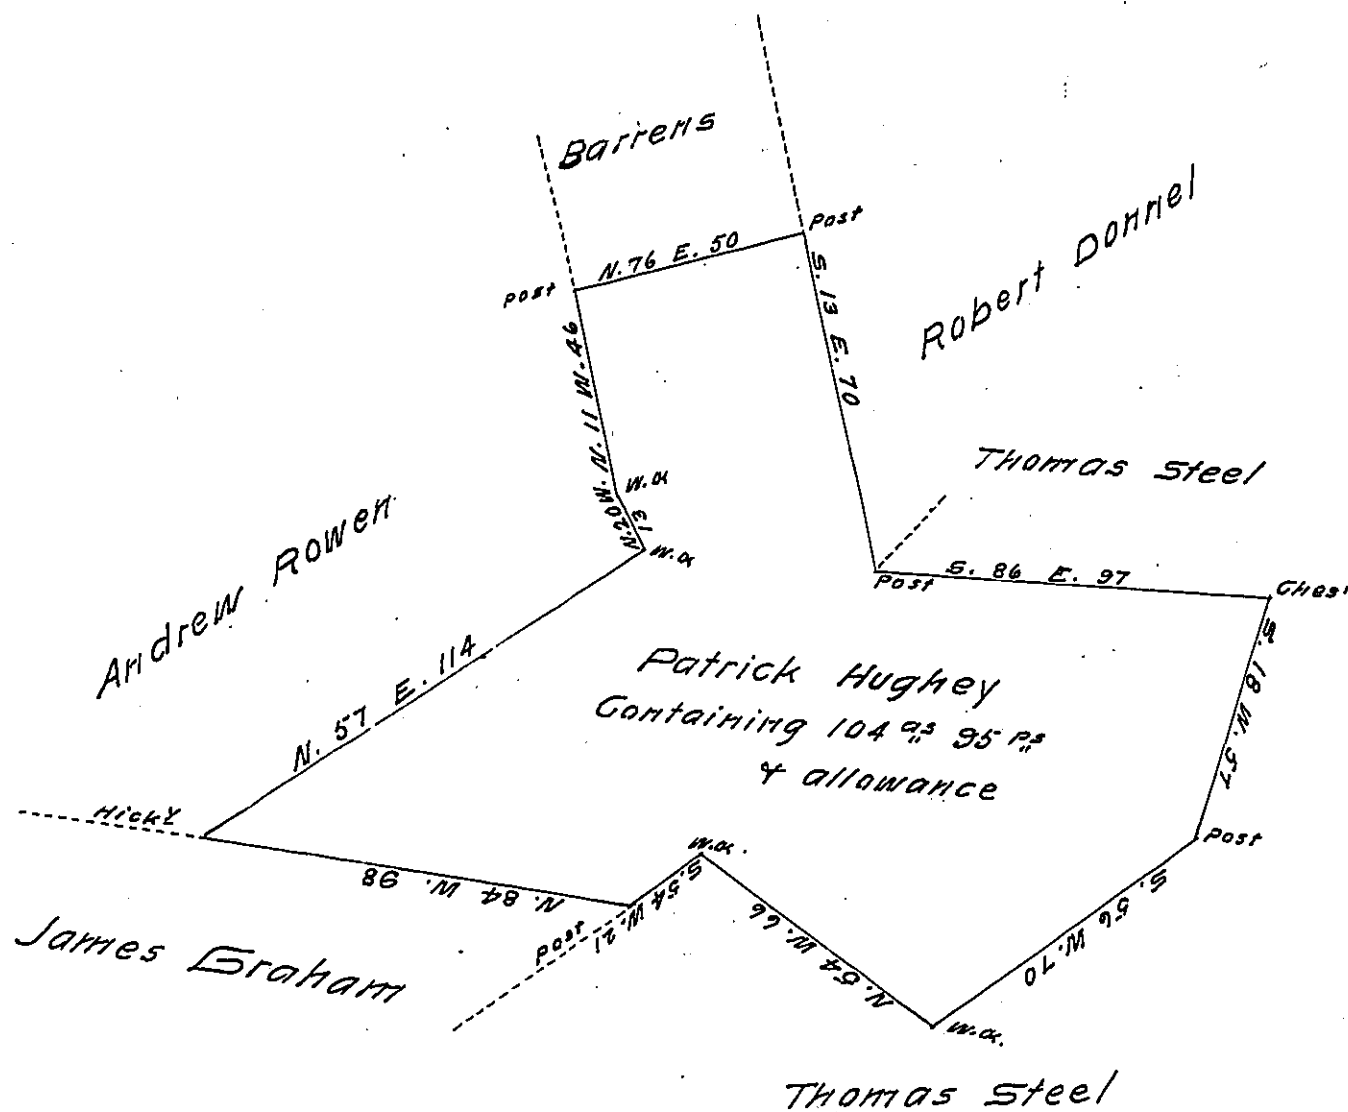 Barrens
Post
N. 76 E. 50
Post
S. 13 E. 70
Robert Donnel
N. 11 W. 46
Thomas Steel
W. O
N. 20 W. 13
W. O
Andrew Rowen
Post
S. 86 E. 97
Ches'
S. 18 W. 57
N. 57 E. 114
Patrick Hughey
Containing 104 as 95 ps
& allowance
Hicky
Post
W. O.
N. 84 W. 98
S. 54 W. 21
Post
N. 54 W. 66
S. 56 W. 70
James Graham
W. O.
Thomas Steel